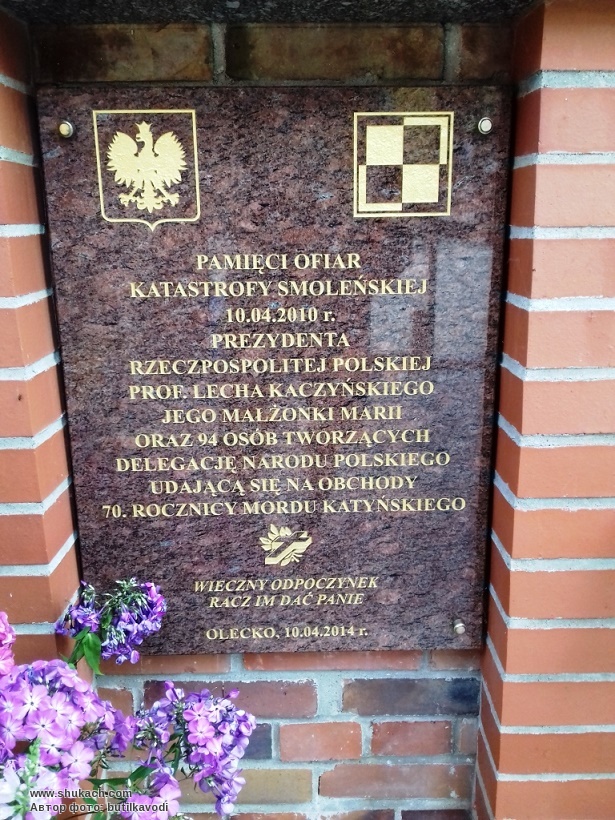 PAMIĘCI OFIAR
KATASTROFY SMOLEŃSKIEJ
10.04.2010 r.
PREZYDENTA
RZECZPOSPOLITEJ POLSKIEJ
PROF. LECHA KACZYŃSKIEGO
JEGO MAŁŻONKI MARII
ORAZ 94 OSÓB TWORZĄCYCH
DELEGACJĘ NARODU POLSKIEGO
UDAJĄCĄ SIĘ NA OBCHODY
70. ROCZNICY MORDU KATYŃSKIEGO
WIECZNY ODPOCZYNEK
RACZ IM DAĆ PANIE
OLECKO, 10.04.2014 r.
www.shukach.com
Автор фото: butilkavodi